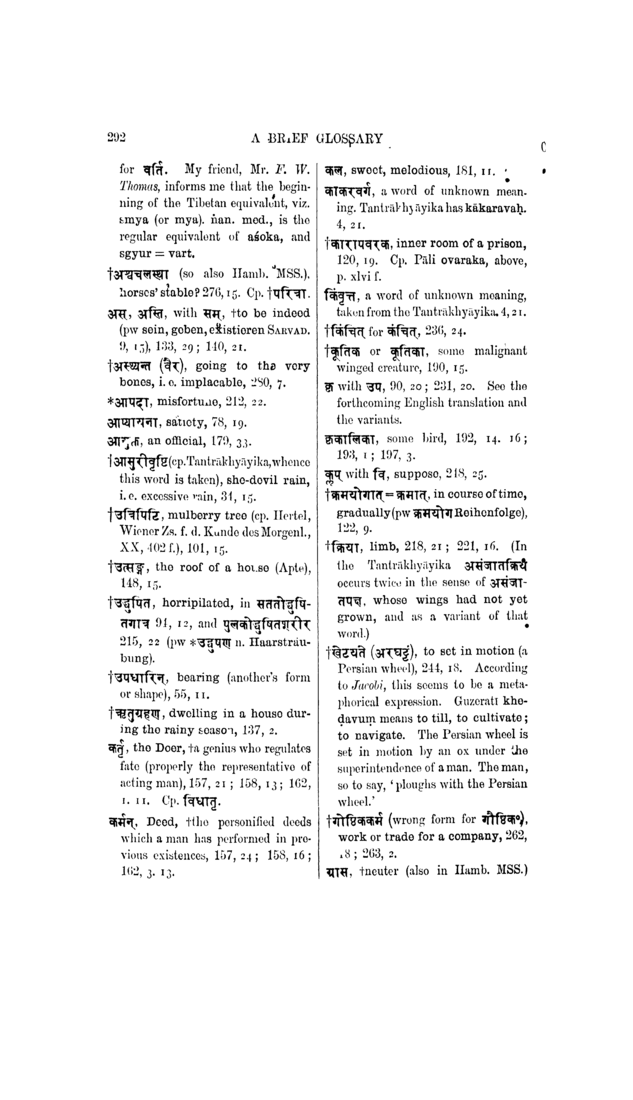 292
A BRIEF GLOSSARY
for वर्ति. My friend, Mr. F. W.
Thomas, informs me that the begin-
ning of the Tibetan equivalent, viz.
smya (or mya). ṅan. med., is the
regular equivalent of aśoka, and
sgyur = vart.
(so also Hamb. MSS.),
horses' stable? 276, 15. Cp. †परित्रा.
अस्, अस्ति, with सम्, †to be indeed
(pw sein, geben, existieren SARVAD.
9, 15), 133, 29; 140, 21.
†अस्थ्यन्त (वैर), going to the very
bones, i. e. implacable, 280, 7.
*आपदा, misfortune, 212, 22.
आप्यायना, satiety, 78, 19.
an official, 179, 33.
†आसुरीवृष्टि (cp. Tantrākhyāyika, whence
this word is taken), she-devil rain,
i. e. excessive rain, 31, 15.
mulberry tree (cp. Hertel,
Wiener Zs. f. d. Kunde des Morgenl.,
XX, 402 f.), 101, 15.
†उत्सङ्ग, the roof of a house (Apte),
148, 15.
†उद्धुषित, horripilated, in सततोद्धुषि-
तगात्र 91, 12, and पुलकोद्धुषितशरीर
215, 22 (pw *उद्धुषण n. Haarsträu-
bung).
†उपधारिन्, bearing (another's form
or shape), 55, 11.
†ऋतुग्रहण, dwelling in a house dur-
ing the rainy season, 137, 2.
कर्तृ, the Doer, †a genius who regulates
fate (properly the representative of
acting man), 157, 21; 158, 13; 162,
1. 11. Cp. विधातृ.
कर्मन्, Deed, †the personified deeds
which a man has performed in pre-
vious existences, 157, 24; 158, 16;
162, 3. 13.
कल, sweet, melodious, 181, 11.
काकरवर्ग, a word of unknown mean-
ing. Tantrākhyāyika has kākaravaḥ.
4, 21.
†कारापवरक, inner room of a prison,
120, 19. Cp. Pāli ovaraka, above,
p. xlvi f.
किंवृत्त, a word of unknown meaning,
taken from the Tantrākhyāyika. 4, 21.
†किंचित् for कंचित्, 236, 24.
†कूतिक or कूतिका, some malignant
winged creature, 190, 15.
कृ with उप, 90, 20; 231, 20. See the
forthcoming English translation and
the variants.
कृकालिका, some bird, 192, 14. 16;
193, 1; 197, 3.
कॢप् with वि, suppose, 218, 25.
†क्रमयोगात् = क्रमात्, in course of time,
gradually (pw क्रमयोग Reihenfolge),
122, 9.
†क्रिया, limb, 218, 21; 221, 16. (In
the Tantrākhyāyika असंजातक्रियै
occurs twice in the sense of असंजा-
तपक्ष, whose wings had not yet
grown, and as a variant of that
word.)
†खेटयते (अरघट्टं), to set in motion (a
Persian wheel), 244, 18. According
to Jacobi, this seems to be a meta-
phorical expression. Guzerati khe-
ḍavum means to till, to cultivate;
to navigate. The Persian wheel is
set in motion by an ox under the
superintendence of a man. The man,
so to say, 'ploughs with the Persian
wheel.'
†गोष्ठिककर्म (wrong form for गौष्ठिक°),
work or trade for a company, 262,
18; 263, 2.
ग्रास, †neuter (also in Hamb. MSS.)